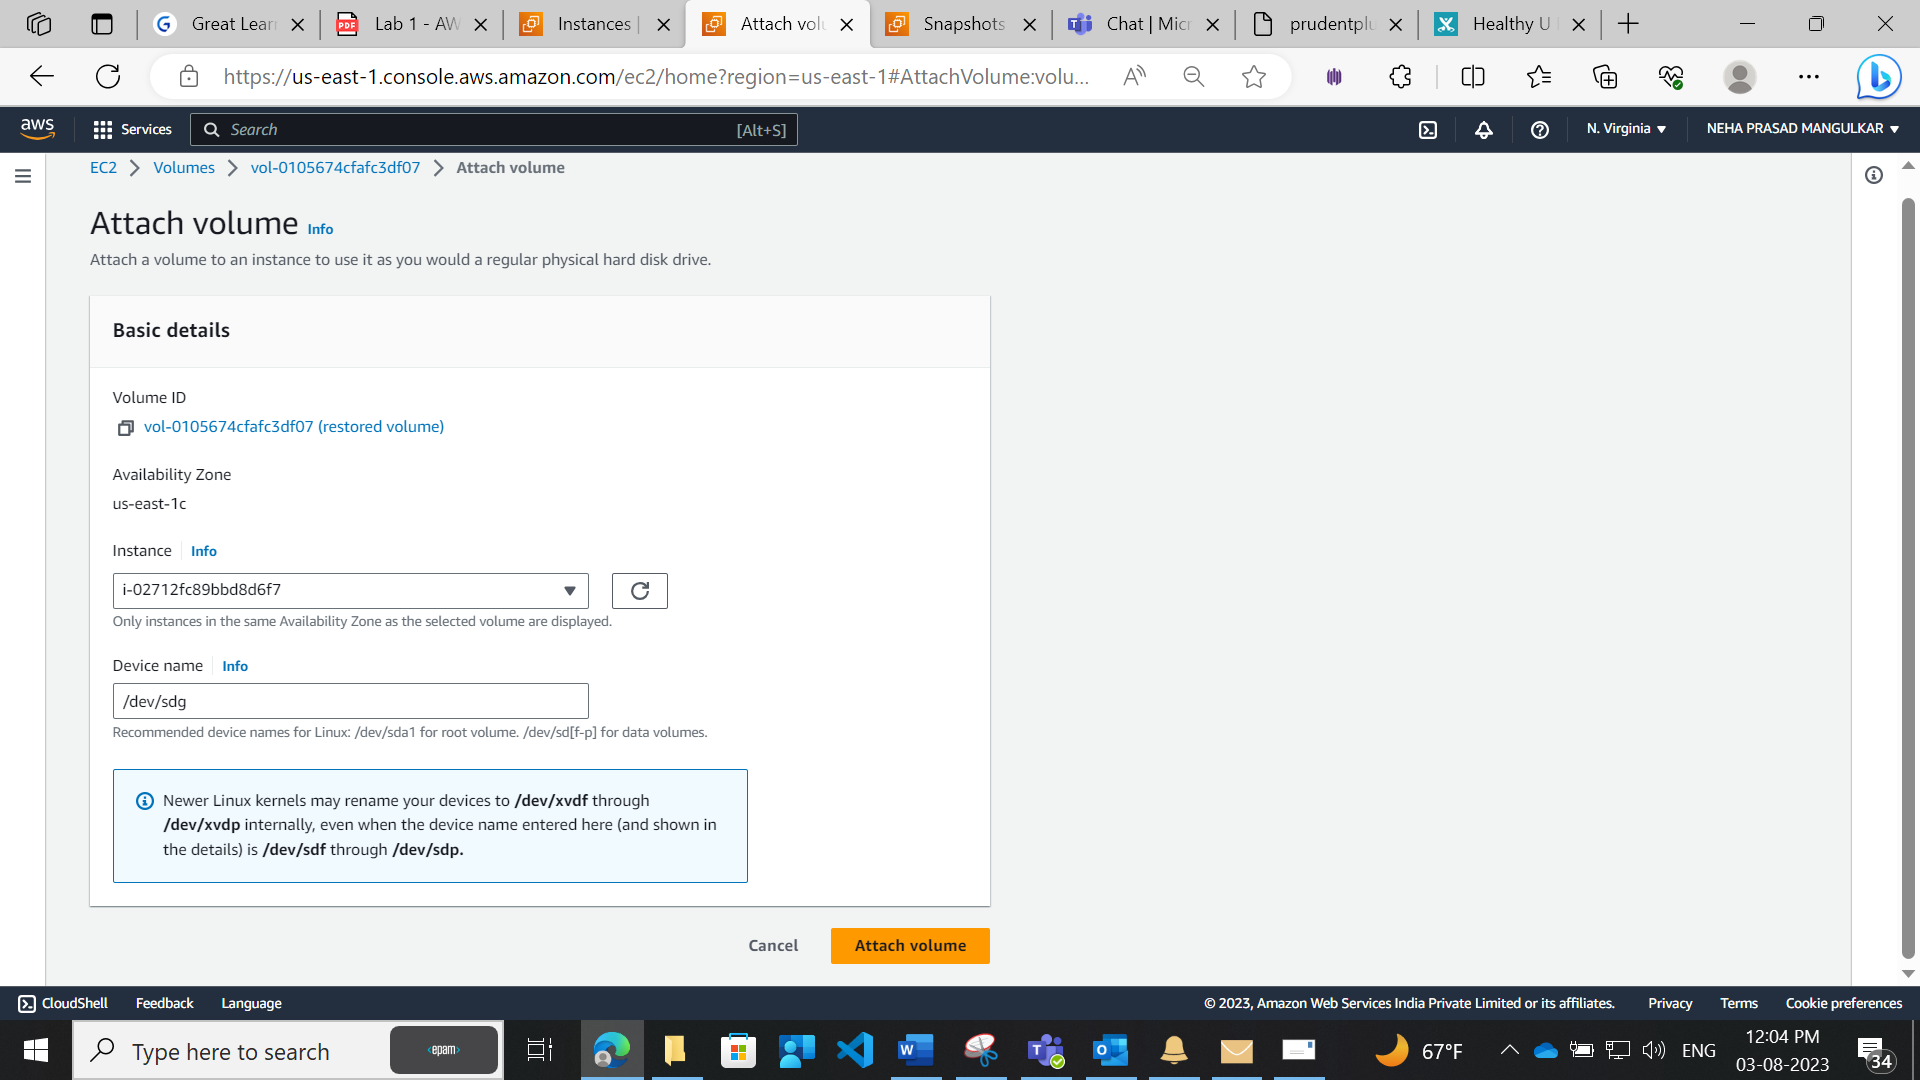 Great Lear
Lab 1 - AW
Instances |
Attach volu
Snapshots
Chat | Micr
prudentplu
Healthy U
https://us-east-1.console.aws.amazon.com/ec2/home?region=us-east-1#AttachVolume:volu...
aws
Services
Search
[Alt+S]
N. Virginia
NEHA PRASAD MANGULKAR
EC2
Volumes
vol-0105674cfafc3df07
Attach volume
Attach volume Info
Attach a volume to an instance to use it as you would a regular physical hard disk drive.
Basic details
Volume ID
vol-0105674cfafc3df07 (restored volume)
Availability Zone
us-east-1c
Instance Info
i-02712fc89bbd8d6f7
Only instances in the same Availability Zone as the selected volume are displayed.
Device name Info
/dev/sdg
Recommended device names for Linux: /dev/sda1 for root volume. /dev/sd[f-p] for data volumes.
Newer Linux kernels may rename your devices to /dev/xvdf through
/dev/xvdp internally, even when the device name entered here (and shown in
the details) is /dev/sdf through /dev/sdp.
Cancel
Attach volume
CloudShell
Feedback
Language
© 2023, Amazon Web Services India Private Limited or its affiliates.
Privacy
Terms
Cookie preferences
Type here to search
<epam>
67°F
ENG
12:04 PM
03-08-2023
34